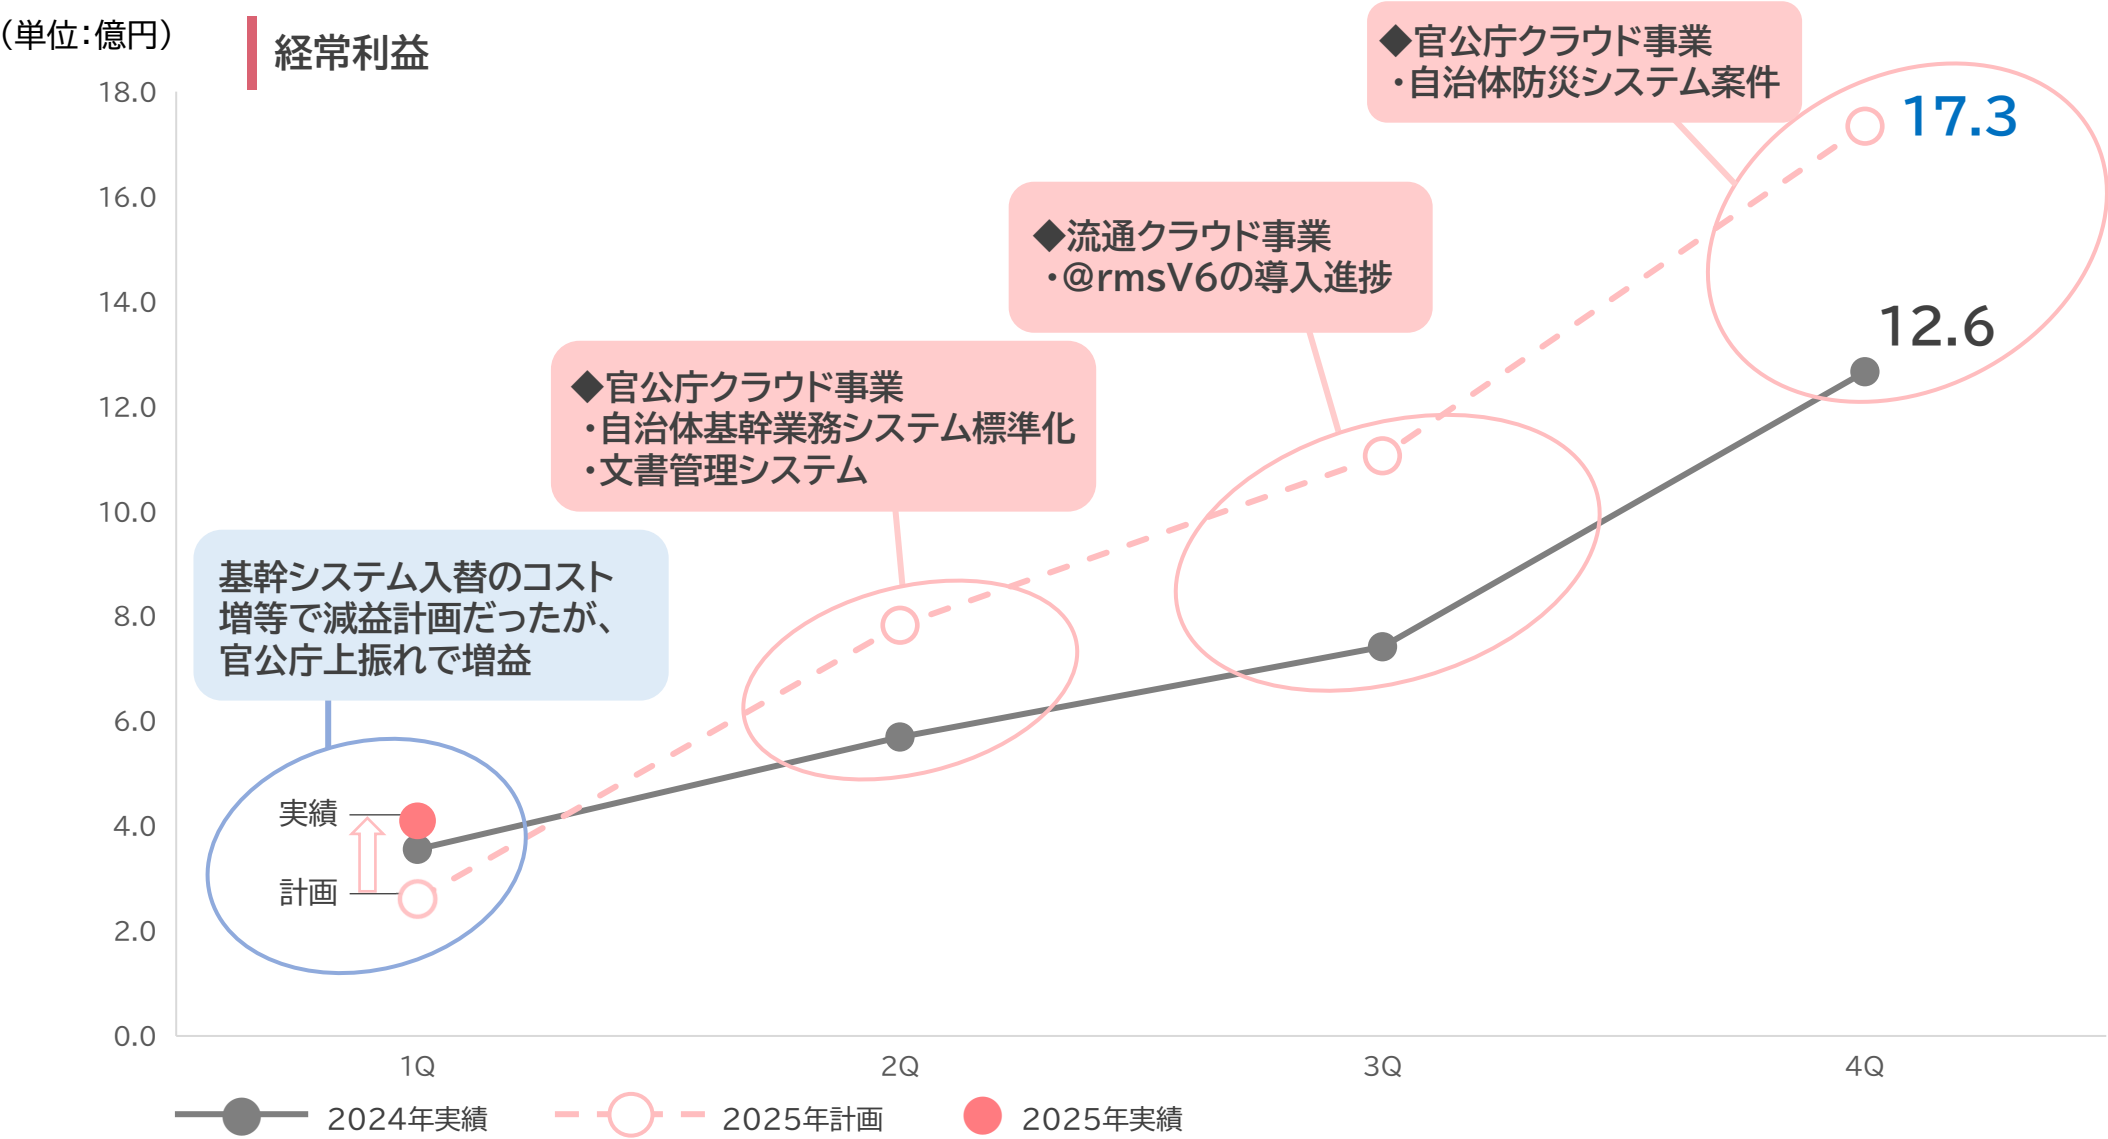 (単位:億円)
経常利益
◆官公庁クラウド事業
・自治体防災システム案件
18.0
17.3
16.0
◆流通クラウド事業
・@rmsV6の導入進捗
14.0
12.6
◆官公庁クラウド事業
・自治体基幹業務システム標準化
・文書管理システム
12.0
10.0
基幹システム入替のコスト
増等で減益計画だったが、
官公庁上振れで増益
8.0
6.0
実績
4.0
計画
2.0
0.0
1Q
2Q
3Q
4Q
2024年実績
2025年計画
2025年実績